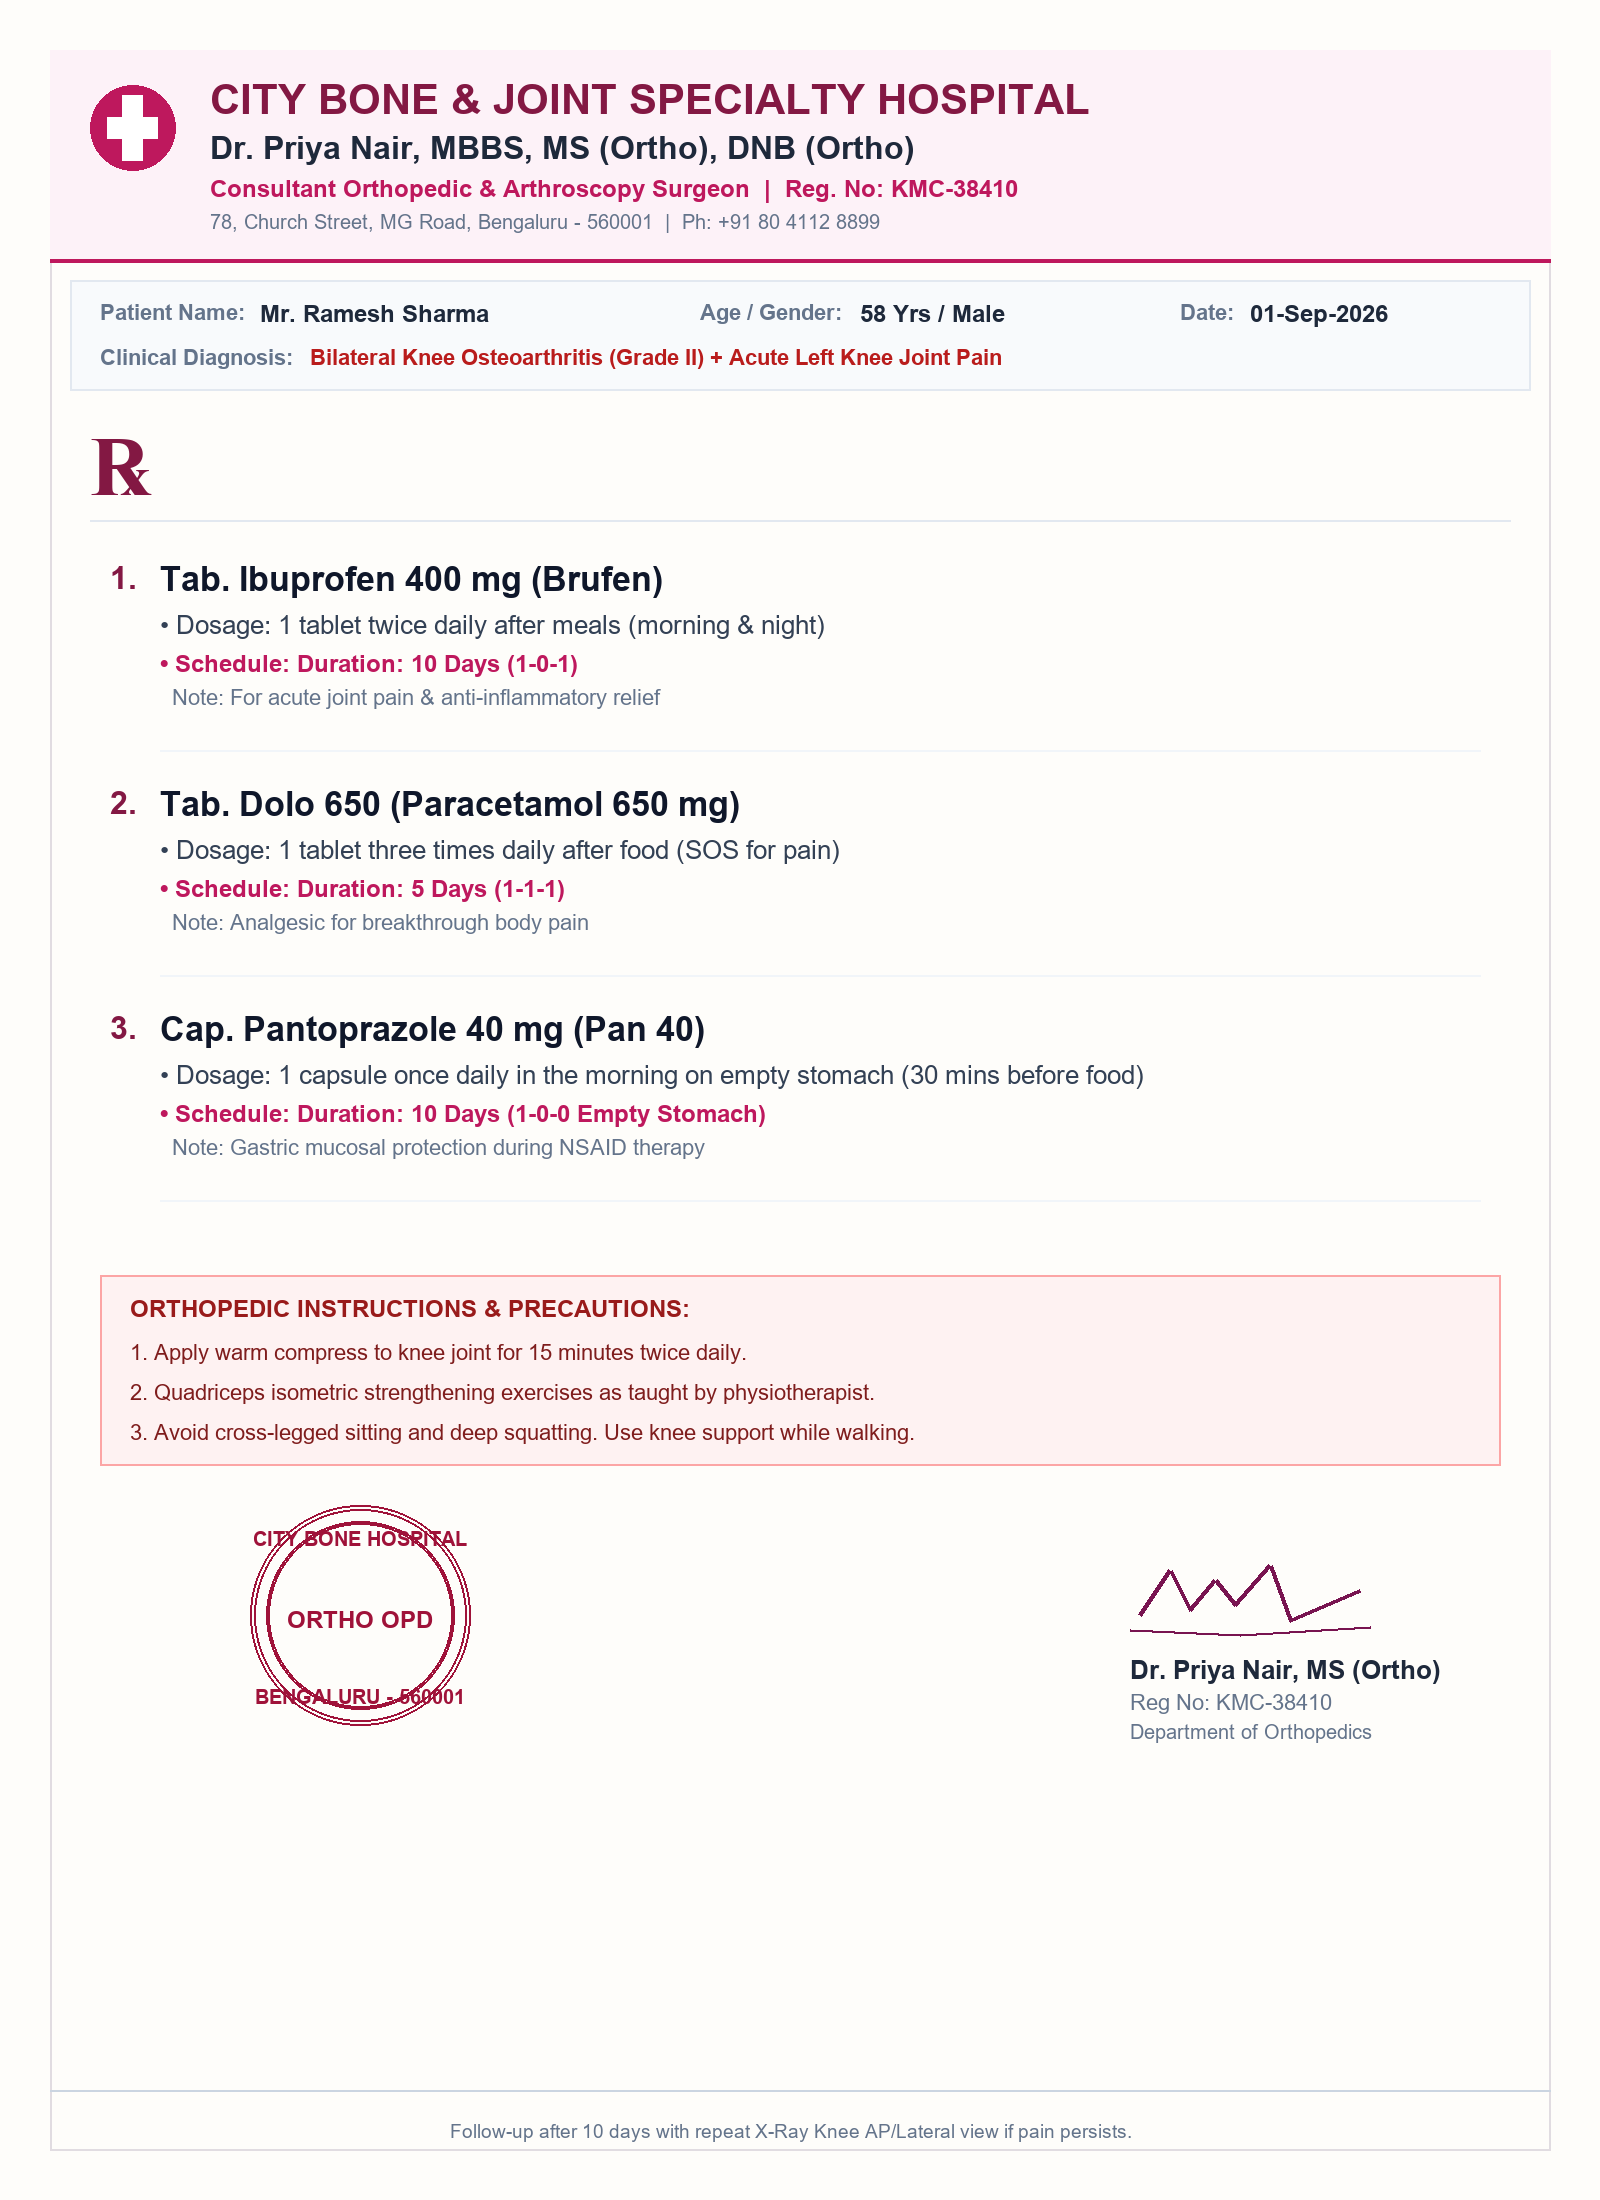 CITY BONE & JOINT SPECIALTY HOSPITAL
Dr. Priya Nair, MBBS, MS (Ortho), DNB (Ortho)
Consultant Orthopedic & Arthroscopy Surgeon | Reg. No: KMC-38410
78, Church Street, MG Road, Bengaluru - 560001 | Ph: +91 80 4112 8899
Patient Name: Mr. Ramesh Sharma Age / Gender: 58 Yrs / Male Date: 01-Sep-2026
Clinical Diagnosis: Bilateral Knee Osteoarthritis (Grade II) + Acute Left Knee Joint Pain
℞
1. Tab. Ibuprofen 400 mg (Brufen)
• Dosage: 1 tablet twice daily after meals (morning & night)
• Schedule: Duration: 10 Days (1-0-1)
Note: For acute joint pain & anti-inflammatory relief
2. Tab. Dolo 650 (Paracetamol 650 mg)
• Dosage: 1 tablet three times daily after food (SOS for pain)
• Schedule: Duration: 5 Days (1-1-1)
Note: Analgesic for breakthrough body pain
3. Cap. Pantoprazole 40 mg (Pan 40)
• Dosage: 1 capsule once daily in the morning on empty stomach (30 mins before food)
• Schedule: Duration: 10 Days (1-0-0 Empty Stomach)
Note: Gastric mucosal protection during NSAID therapy
ORTHOPEDIC INSTRUCTIONS & PRECAUTIONS:
1. Apply warm compress to knee joint for 15 minutes twice daily.
2. Quadriceps isometric strengthening exercises as taught by physiotherapist.
3. Avoid cross-legged sitting and deep squatting. Use knee support while walking.
CITY BONE HOSPITAL
ORTHO OPD
BENGALURU - 560001
Dr. Priya Nair, MS (Ortho)
Reg No: KMC-38410
Department of Orthopedics
Follow-up after 10 days with repeat X-Ray Knee AP/Lateral view if pain persists.